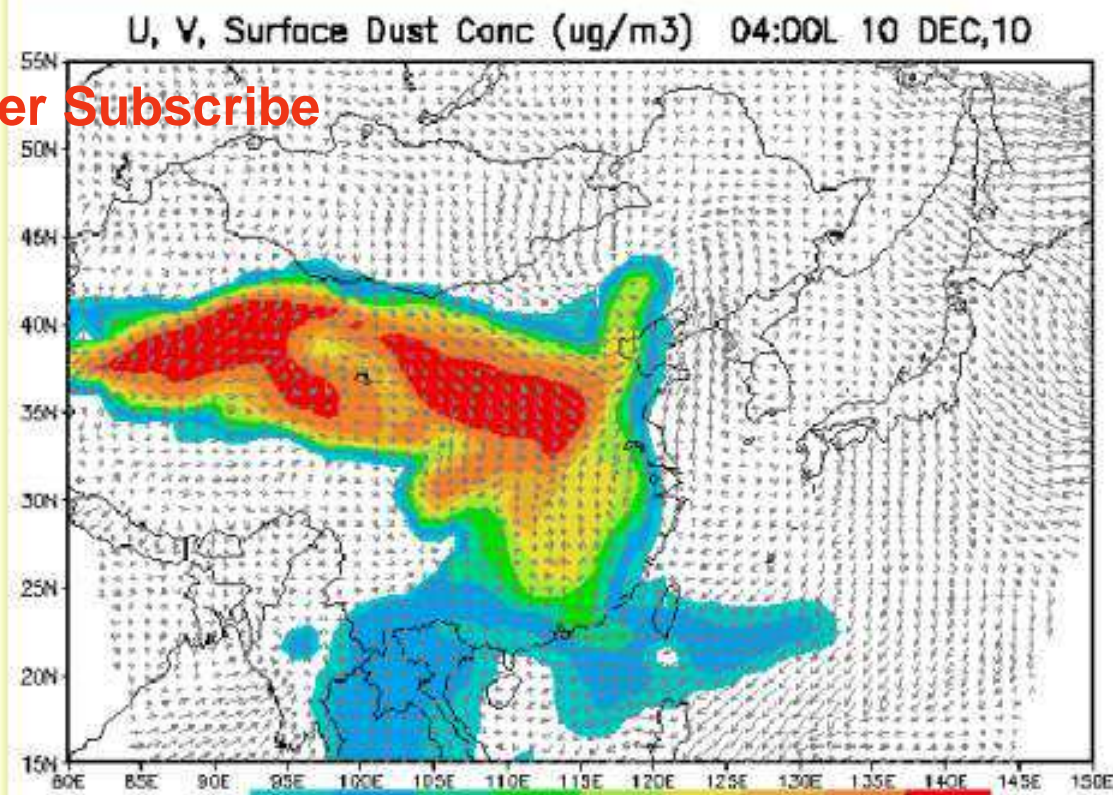 U, V, Surface Dust Conc (ug/m3) 04:00L 10 DEC,10
er Subscribe
55N
50N
45N
40N
35N
30N
25N
20N
15N
80E 85E 90E 95E 100E 105E 110E 115E 120E 125E 130E 135E 140E 145E 150E